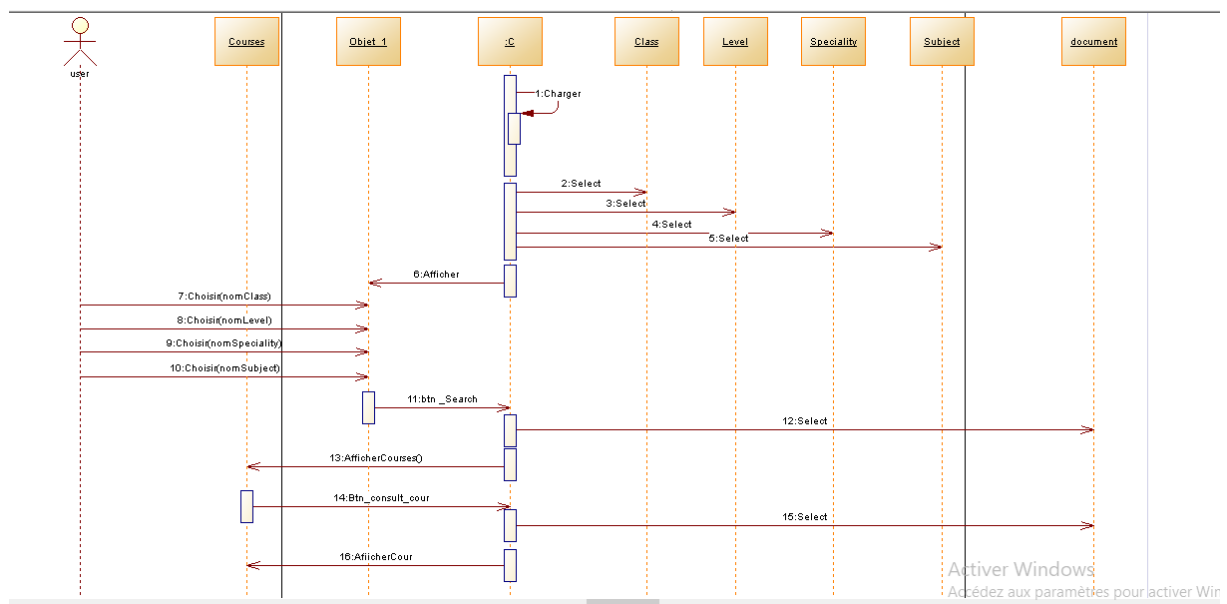 user
Courses
Objet_1
:C
Class
Level
Speciality
Subject
document
1:Charger
2:Select
3:Select
4:Select
5:Select
6:Afficher
7:Choisir(nomClass)
8:Choisir(nomLevel)
9:Choisir(nomSpeciality)
10:Choisir(nomSubject)
11:btn _Search
12:Select
13:AfficherCourses()
14:Btn_consult_cour
15:Select
16:AfiicherCour
Activer Windows
Accédez aux paramètres pour activer Win